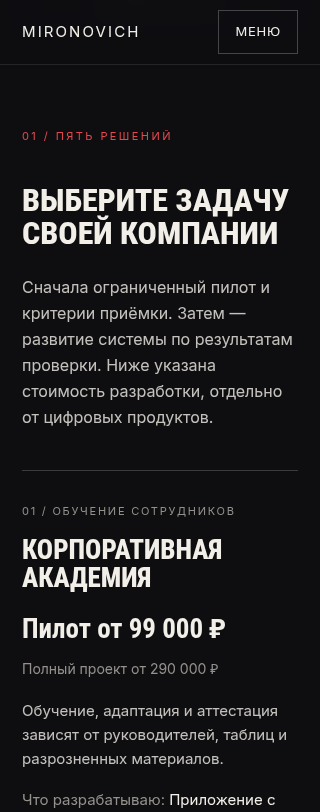 MIRONOVICH
МЕНЮ
01 / ПЯТЬ РЕШЕНИЙ
ВЫБЕРИТЕ ЗАДАЧУ
СВОЕЙ КОМПАНИИ
Сначала ограниченный пилот и
критерии приёмки. Затем —
развитие системы по результатам
проверки. Ниже указана
стоимость разработки, отдельно
от цифровых продуктов.
01 / ОБУЧЕНИЕ СОТРУДНИКОВ
КОРПОРАТИВНАЯ
АКАДЕМИЯ
Пилот от 99 000 ₽
Полный проект от 290 000 ₽
Обучение, адаптация и аттестация
зависят от руководителей, таблиц и
разрозненных материалов.
Что разрабатываю: Приложение с